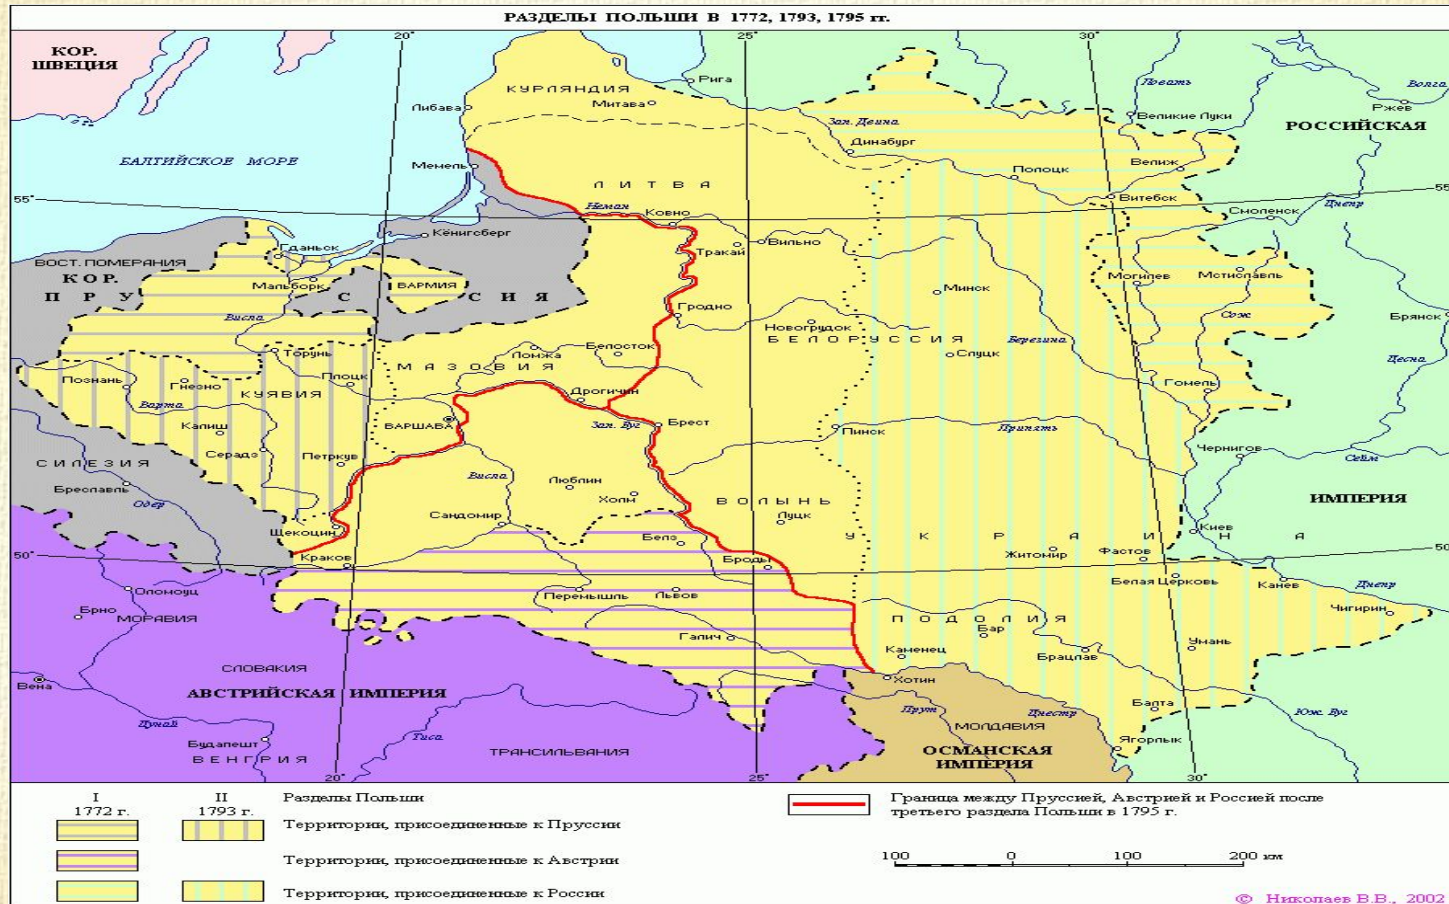 РАЗДЕЛЫ ПОЛЬШИ В 1772, 1793, 1795 гг.
20°
25°
30°
КОР.
ШВЕЦИЯ
Рига
КУРЛЯНДИЯ
Митава
Либава
Ловать
Волга
Ржев
Великие Луки
РОССИЙСКАЯ
Зап. Двина
Динабург
БАЛТИЙСКОЕ МОРЕ
Мемель
Велиж
Полоцк
ЛИТВА
55°
55°
Неман
Ковно
Витебск
Смоленск
Днепр
Кёнигсберг
Гданьск
Тракай
Вильно
ВОСТ. ПОМЕРАНИЯ
КОР.
ПРУССИЯ
Мальборк
ВАРМИЯ
Могилев
Мстиславль
Минск
Висла
Гродно
Новогрудок
Сож
Брянск
БЕЛОРУССИЯ
Березина
Торунь
Ломжа
Белосток
Слуцк
Десна
МАЗОВИЯ
Познань
Гнезно
Плоцк
КУЯВИЯ
Дрогичин
Гомель
Варта
Калиш
ВАРШАВА
Зап. Буг
Брест
Пинск
Припять
Серадз
Петркув
Чернигов
Сейм
СИЛЕЗИЯ
Бреславль
Висла
Люблин
Холм
ВОЛЫНЬ
ИМПЕРИЯ
Одер
Сандомир
Луцк
Щекоцин
Белз
УКРАИНА
Киев
50°
50°
Краков
Броды
Житомир
Фастов
Белая Церковь
Канев
Днепр
Оломоуц
Перемышль
Львов
Чигирин
Брно
МОРАВИЯ
Галич
ПОДОЛИЯ
Бар
Умань
Каменец
Брацлав
СЛОВАКИЯ
Вена
АВСТРИЙСКАЯ ИМПЕРИЯ
Хотин
Балта
Дунай
Тиса
Прут
МОЛДАВИЯ
Днестр
Юж. Буг
Будапешт
ВЕНГРИЯ
ТРАНСИЛЬВАНИЯ
ОСМАНСКАЯ
ИМПЕРИЯ
Ягорлык
20°
25°
30°
I
1772 г.
II
1793 г.
Разделы Польши
Территории, присоединенные к Пруссии
Территории, присоединенные к Австрии
Территории, присоединенные к России
Граница между Пруссией, Австрией и Россией после
третьего раздела Польши в 1795 г.
100 0 100 200 км
© Николаев В.В., 2002